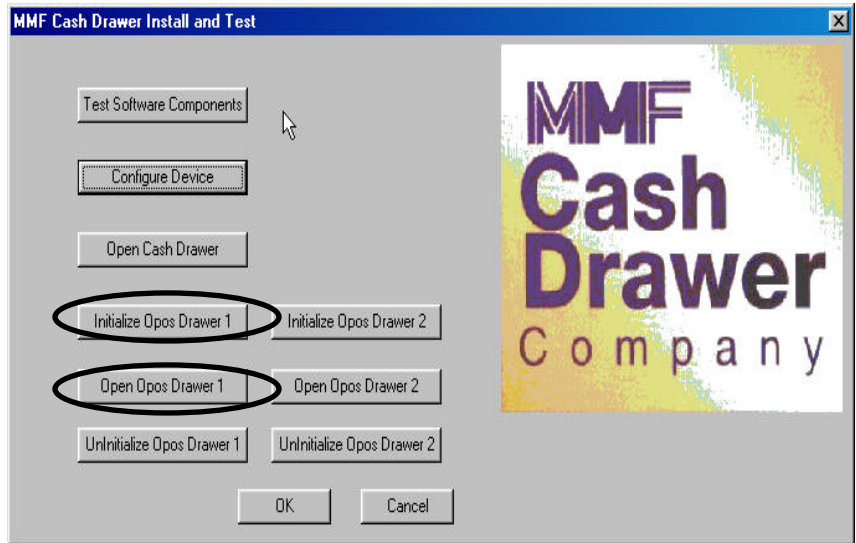 MMF Cash Drawer Install and Test
Test Software Components
Configure Device
Open Cash Drawer
Initialize Opos Drawer 1
Initialize Opos Drawer 2
Open Opos Drawer 1
Open Opos Drawer 2
UnInitialize Opos Drawer 1
UnInitialize Opos Drawer 2
OK
Cancel
MMF
Cash
Drawer
Company